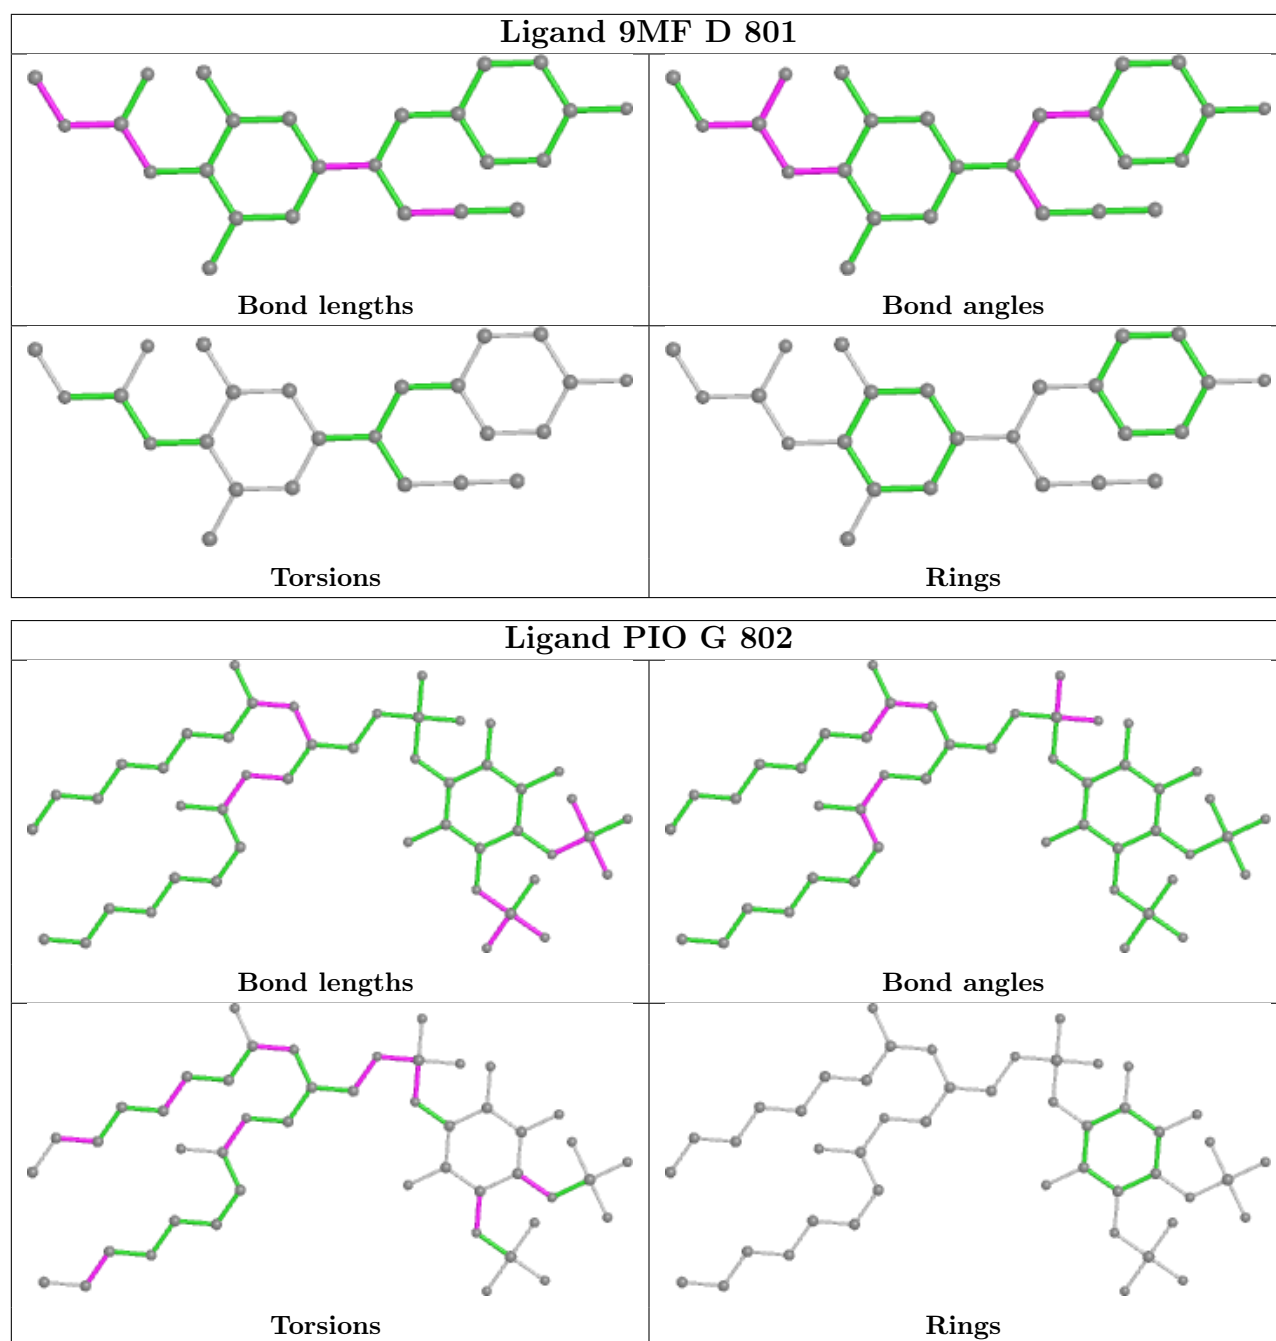 Ligand 9MF D 801
Bond lengths
Bond angles
Torsions
Rings
Ligand PIO G 802
Bond lengths
Bond angles
Torsions
Rings